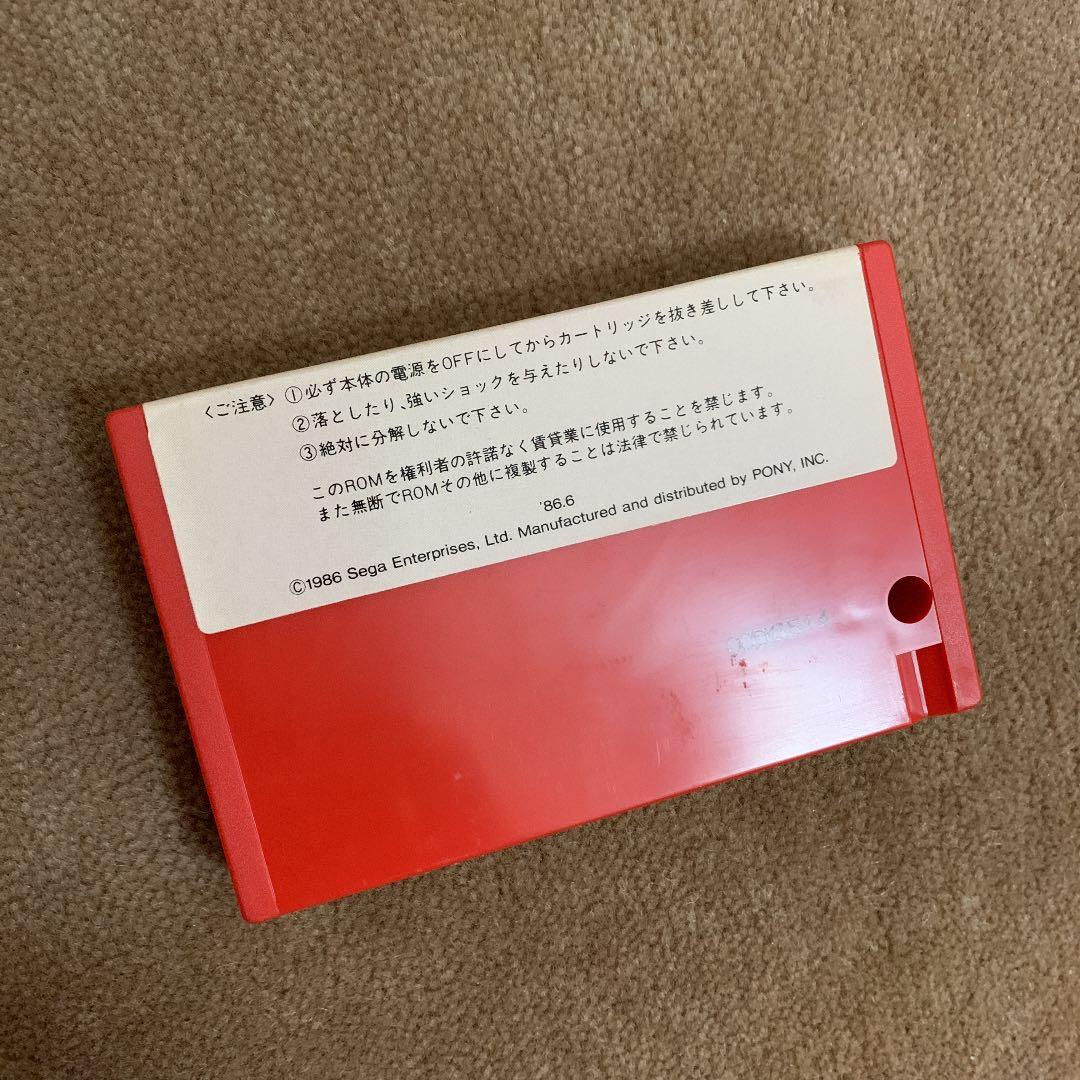 〈ご注意〉①必ず本体の電源をOFFにしてからカートリッジを抜き差しして下さい。
②落としたり、強いショックを与えたりしないで下さい。
③絶対に分解しないで下さい。
このROMを権利者の許諾なく賃貸業に使用することを禁じます。
また無断でROMその他に複製することは法律で禁じられています。
'86.6
©1986 Sega Enterprises, Ltd. Manufactured and distributed by PONY, INC.